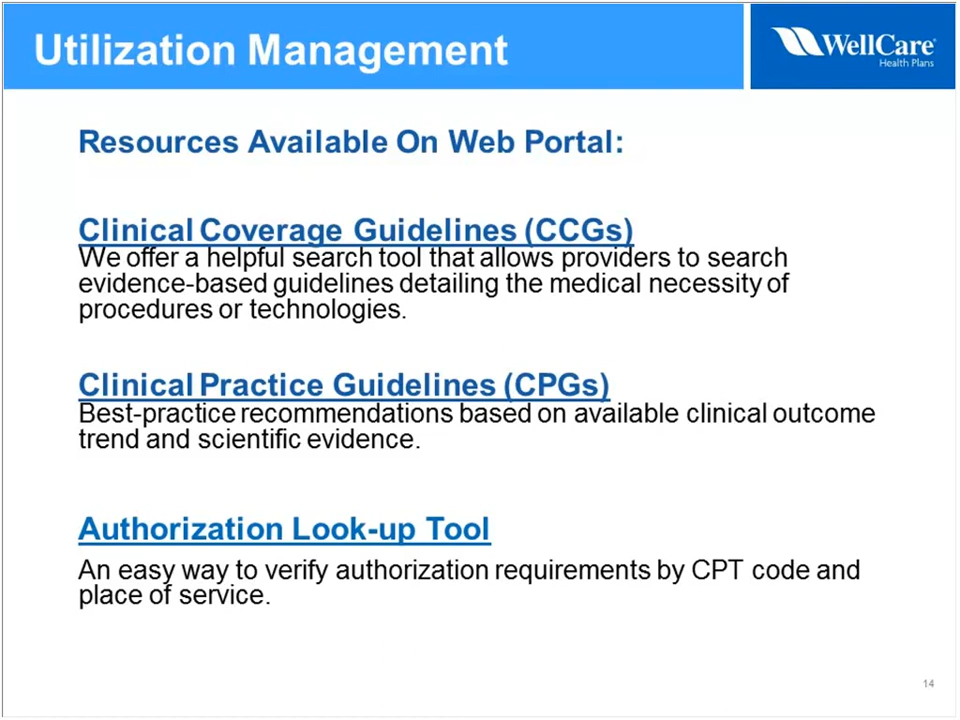 Utilization Management
WellCare®
Health Plans
Resources Available On Web Portal:
Clinical Coverage Guidelines (CCGs)
We offer a helpful search tool that allows providers to search
evidence-based guidelines detailing the medical necessity of
procedures or technologies.
Clinical Practice Guidelines (CPGs)
Best-practice recommendations based on available clinical outcome
trend and scientific evidence.
Authorization Look-up Tool
An easy way to verify authorization requirements by CPT code and
place of service.
14